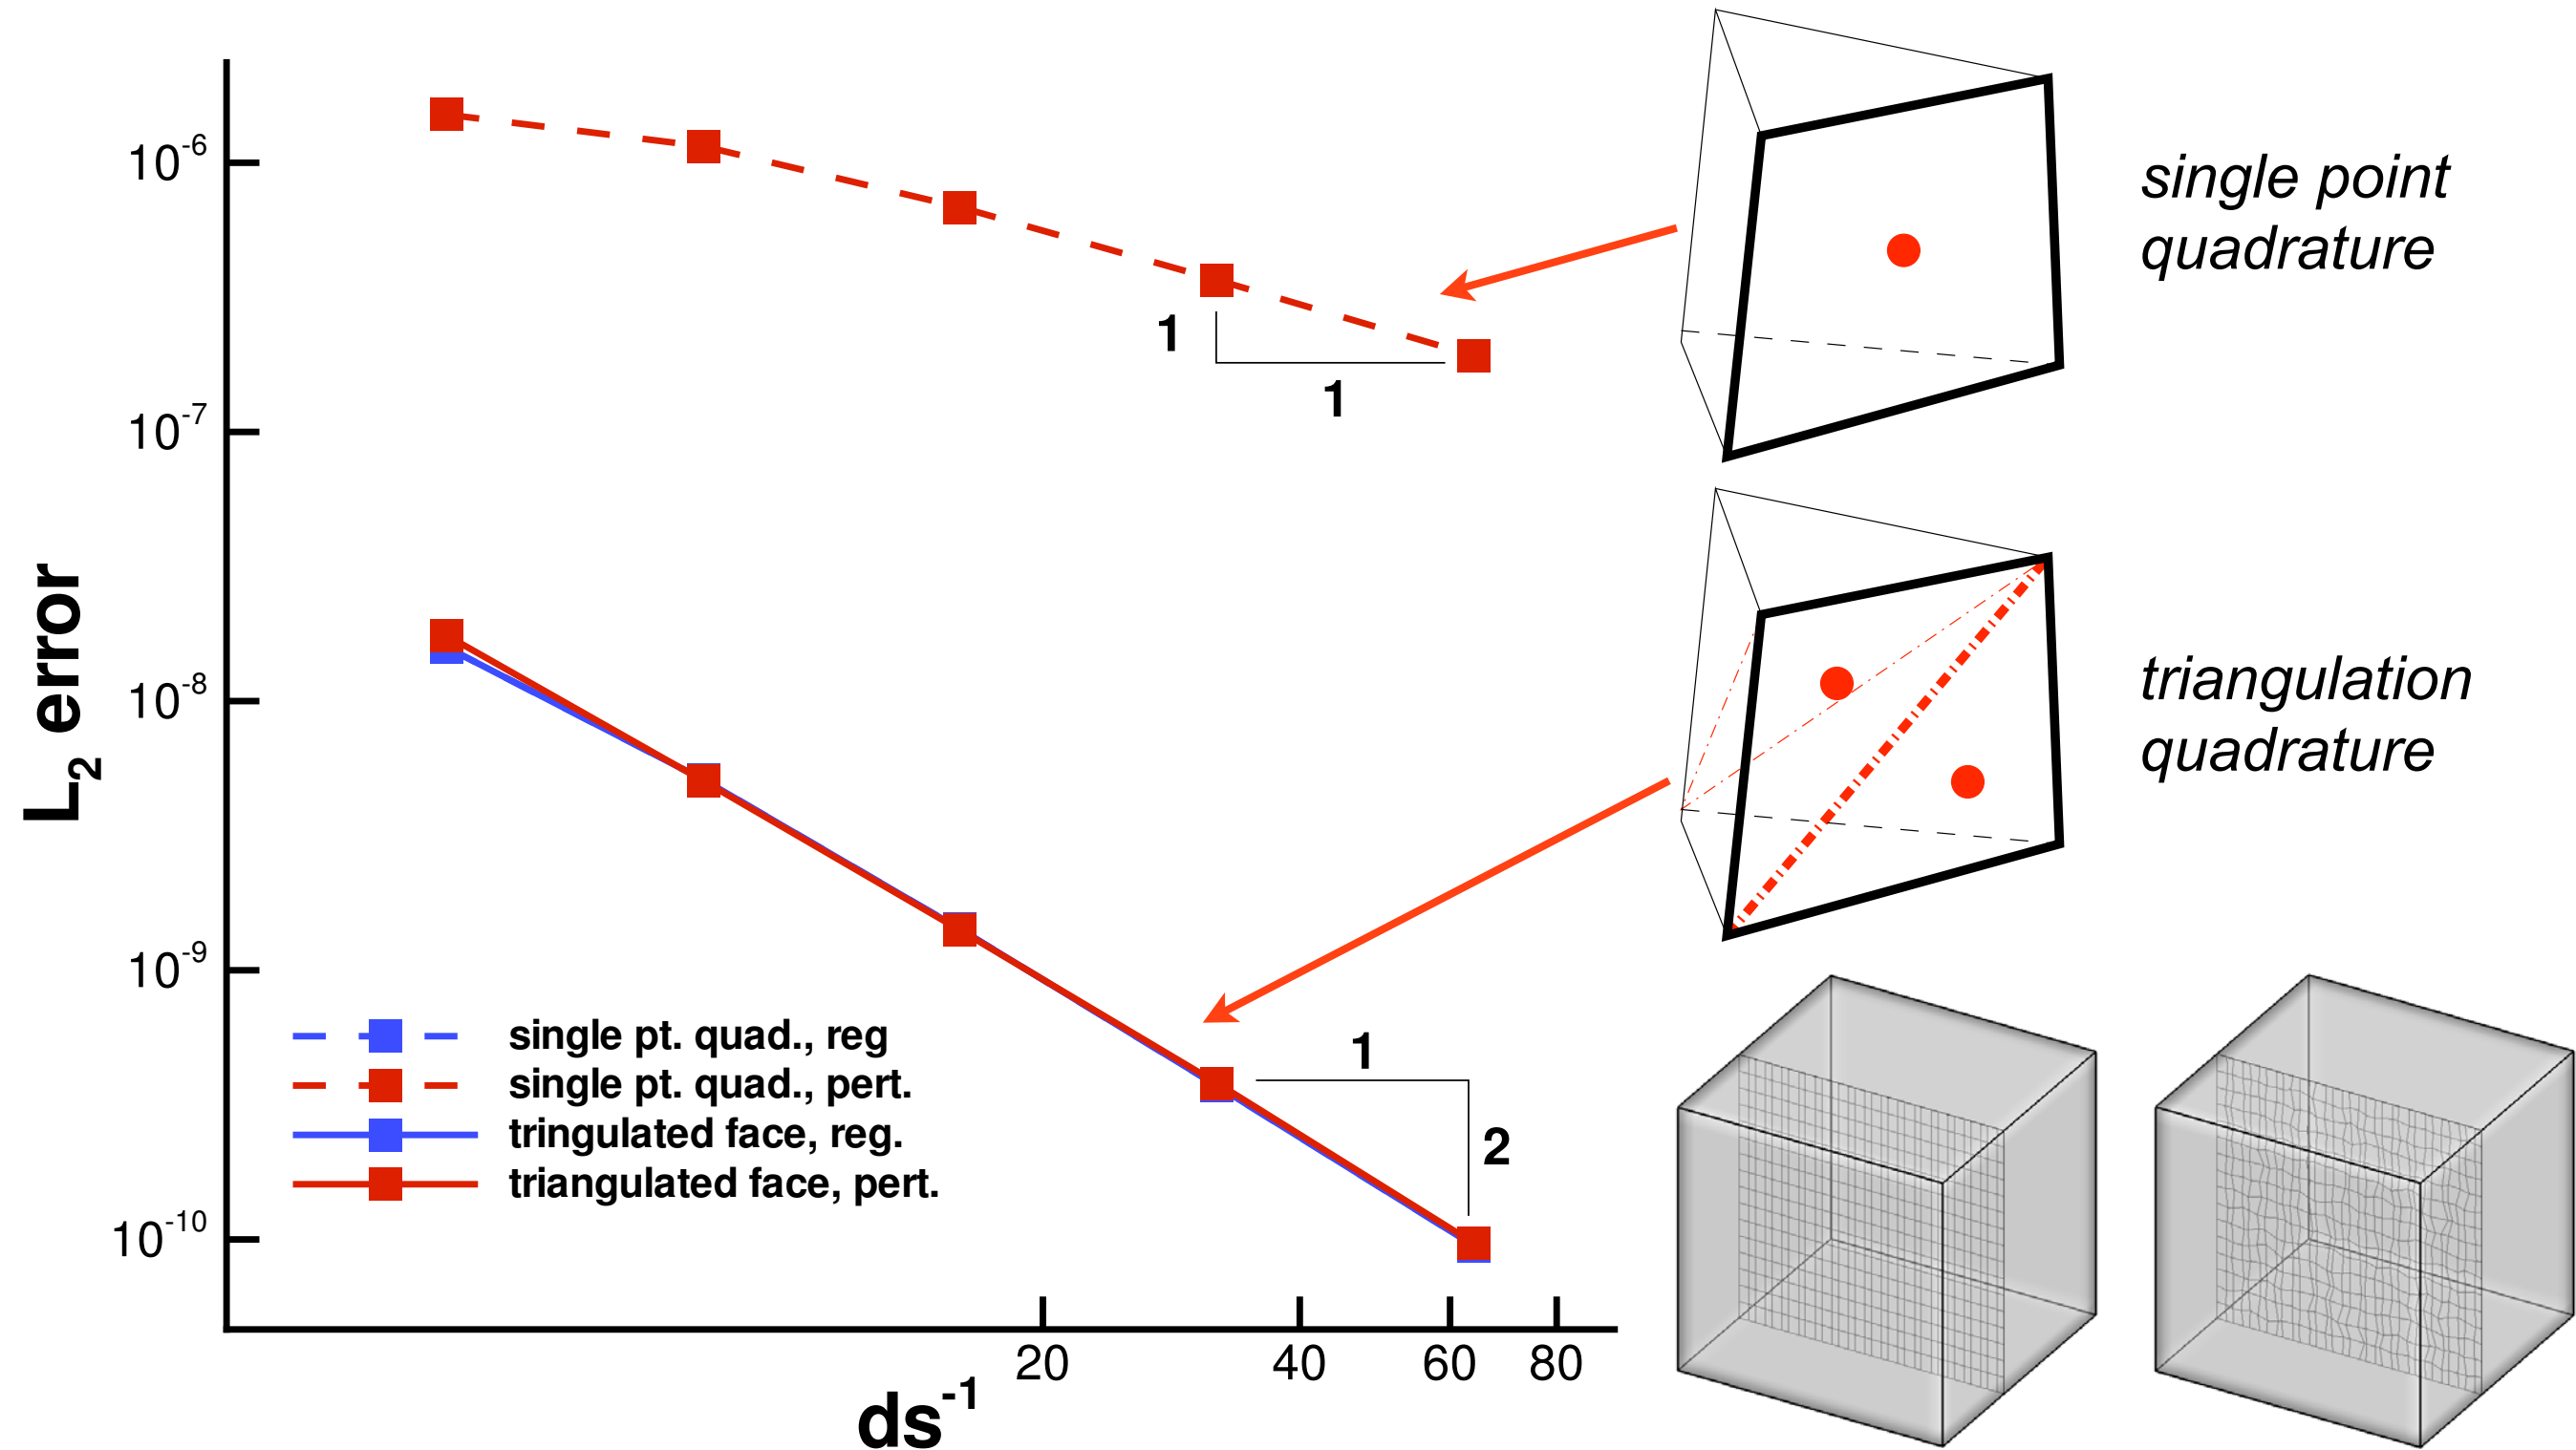 10⁻⁶
10⁻⁷
10⁻⁸
10⁻⁹
10⁻¹⁰
L₂ error
1
1
1
2
single pt. quad., reg
single pt. quad., pert.
tringulated face, reg.
triangulated face, pert.
20
40
60
80
ds⁻¹
single point
quadrature
triangulation
quadrature